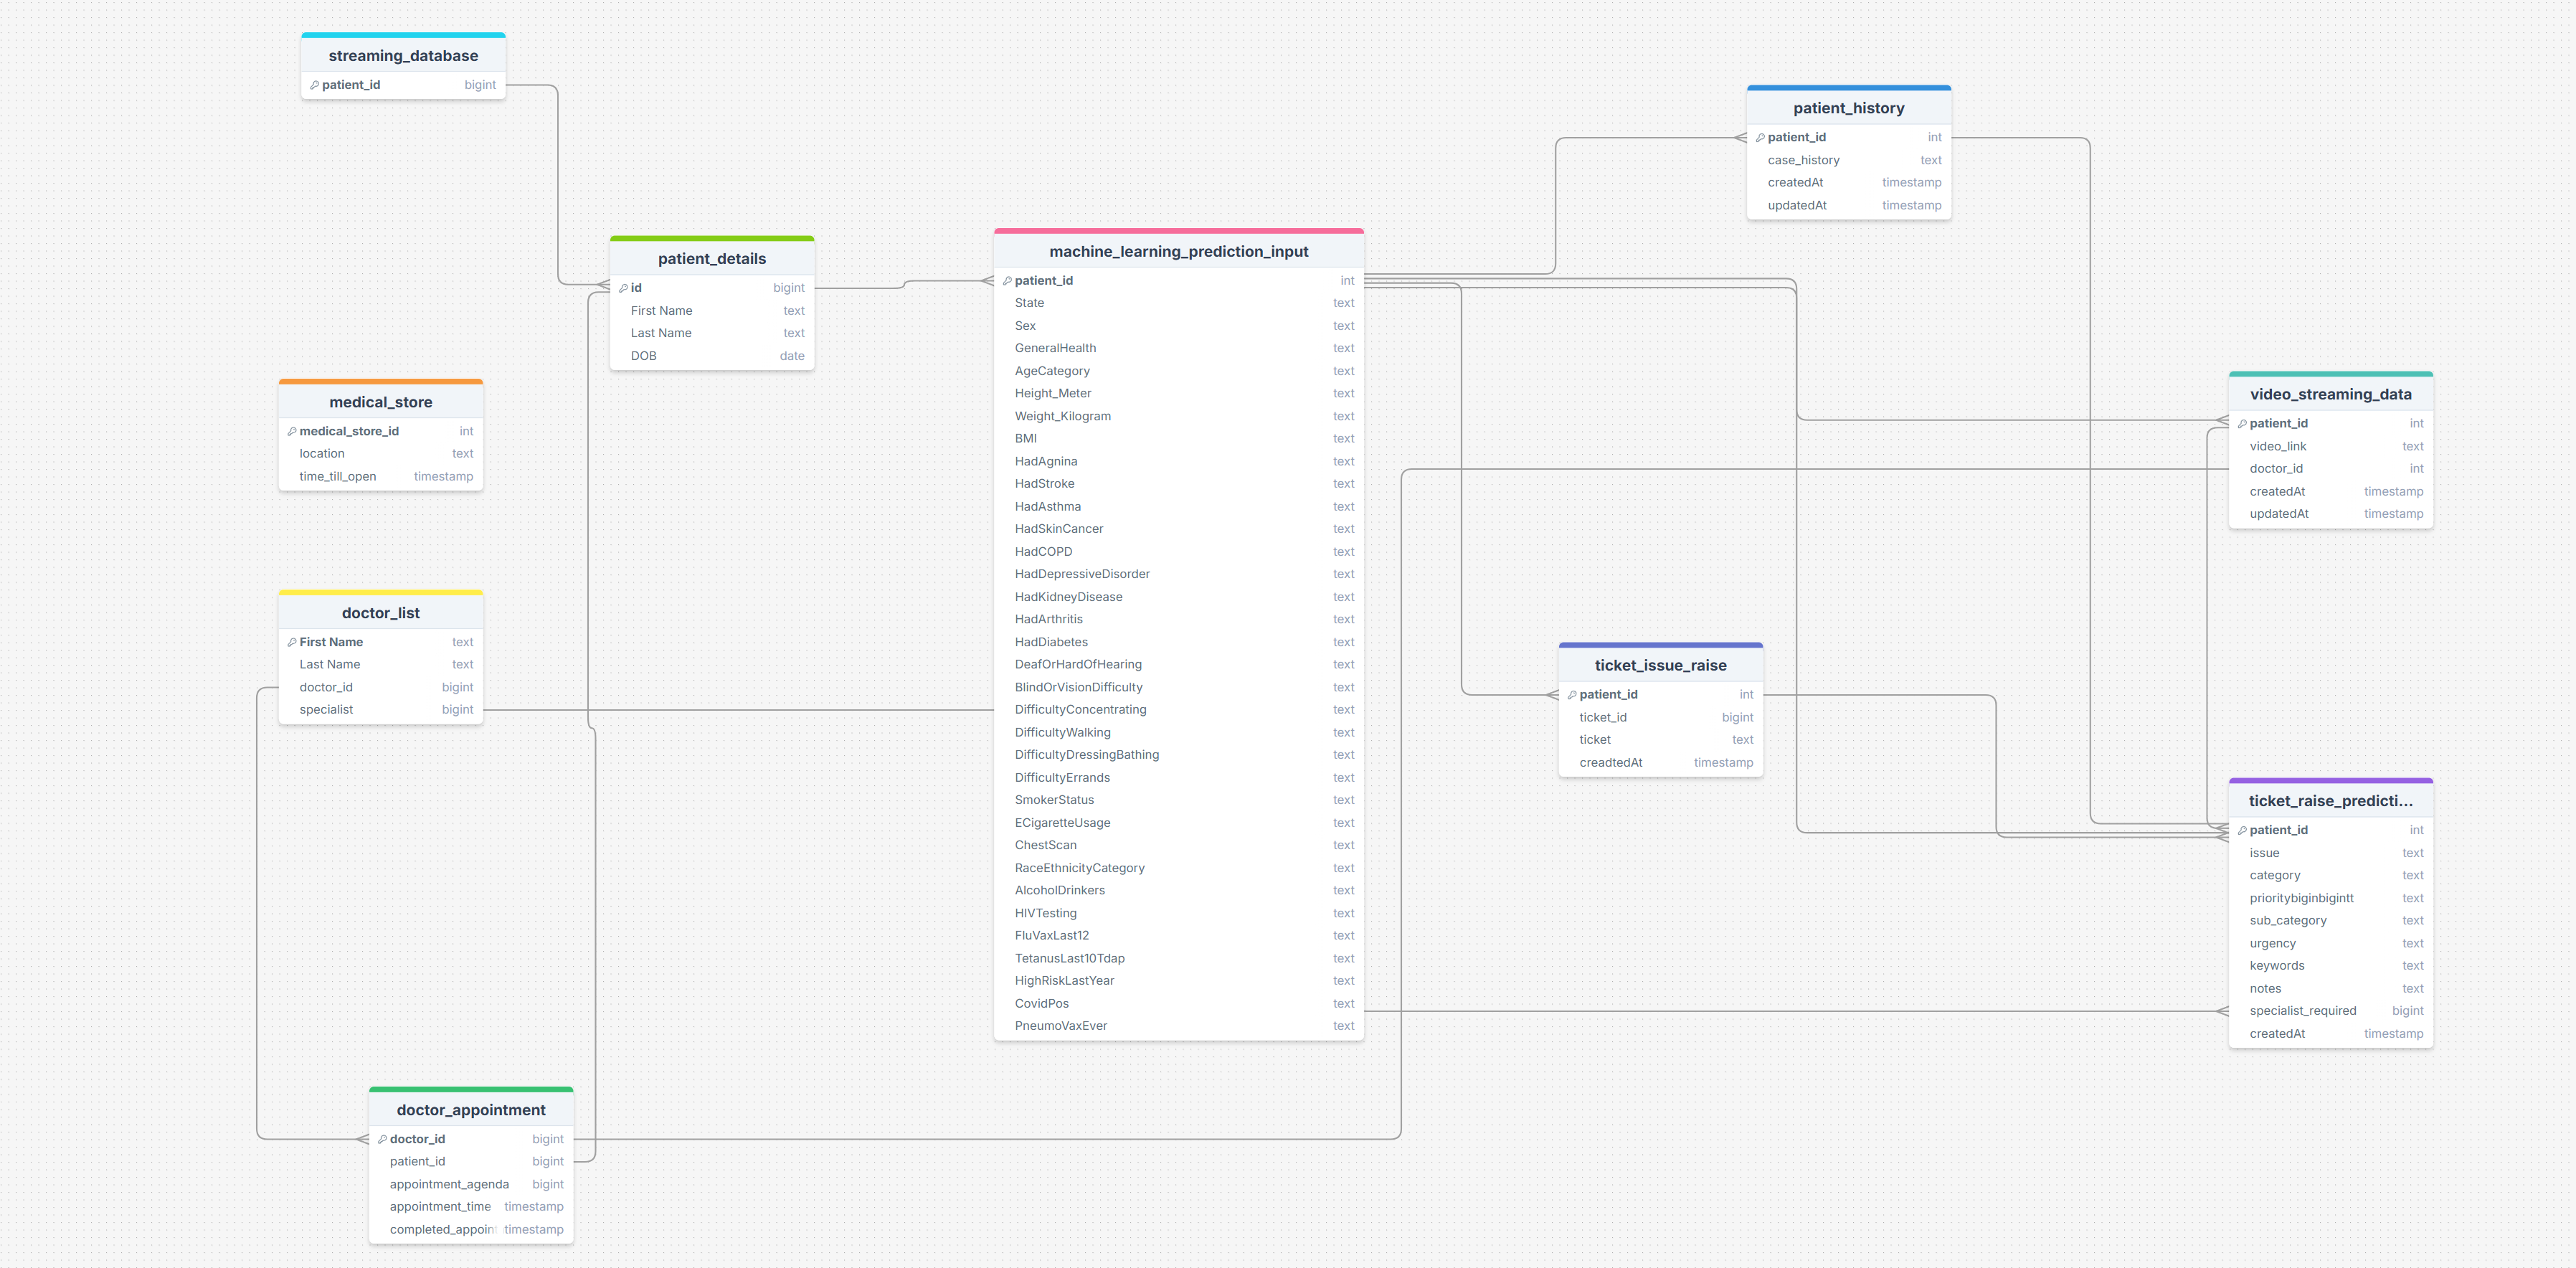 streaming_database
patient_id bigint
patient_history
patient_id int
case_history text
createdAt timestamp
updatedAt timestamp
patient_details
id bigint
First Name text
Last Name text
DOB date
machine_learning_prediction_input
patient_id int
State text
Sex text
GeneralHealth text
AgeCategory text
Height_Meter text
Weight_Kilogram text
BMI text
HadAgnina text
HadStroke text
HadAsthma text
HadSkinCancer text
HadCOPD text
HadDepressiveDisorder text
HadKidneyDisease text
HadArthritis text
HadDiabetes text
DeafOrHardOfHearing text
BlindOrVisionDifficulty text
DifficultyConcentrating text
DifficultyWalking text
DifficultyDressingBathing text
DifficultyErrands text
SmokerStatus text
ECigaretteUsage text
ChestScan text
RaceEthnicityCategory text
AlcoholDrinkers text
HIVTesting text
FluVaxLast12 text
TetanusLast10Tdap text
HighRiskLastYear text
CovidPos text
PneumoVaxEver text
medical_store
medical_store_id int
location text
time_till_open timestamp
video_streaming_data
patient_id int
video_link text
doctor_id int
createdAt timestamp
updatedAt timestamp
doctor_list
First Name text
Last Name text
doctor_id bigint
specialist bigint
ticket_issue_raise
patient_id int
ticket_id bigint
ticket text
creadtedAt timestamp
ticket_raise_predicti...
patient_id int
issue text
category text
prioritybiginbigintt text
sub_category text
urgency text
keywords text
notes text
specialist_required bigint
createdAt timestamp
doctor_appointment
doctor_id bigint
patient_id bigint
appointment_agenda bigint
appointment_time timestamp
completed_appoint timestamp